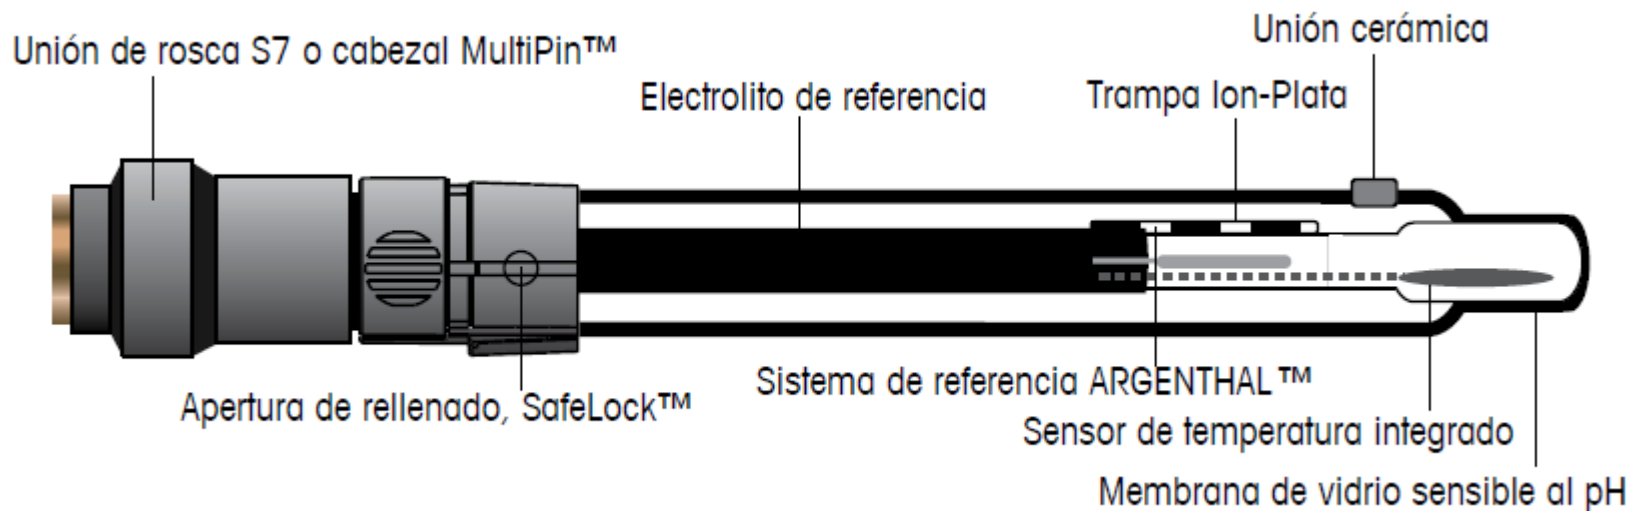 Unión cerámica
Unión de rosca S7 o cabezal MultiPin™
Electrolito de referencia
Trampa Ion-Plata
Sistema de referencia ARGENTHAL™
Apertura de rellenado, SafeLock™
Sensor de temperatura integrado
Membrana de vidrio sensible al pH